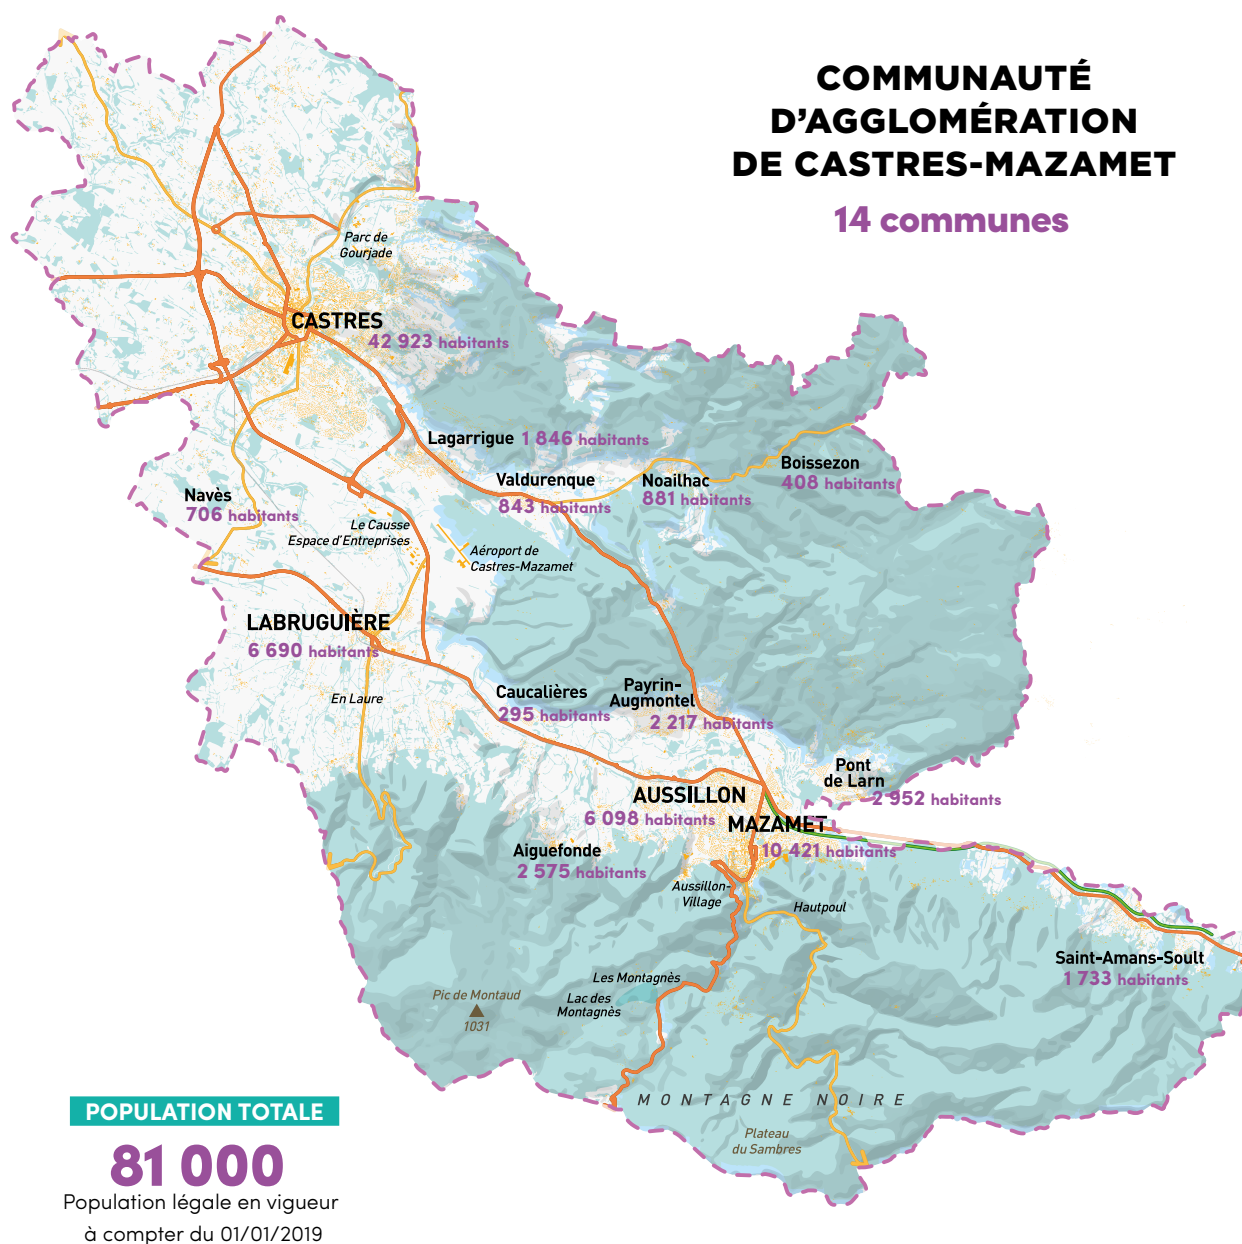 COMMUNAUTÉ
D'AGGLOMÉRATION
DE CASTRES-MAZAMET
14 communes
Parc de
Gourjade
CASTRES
42 923 habitants
Lagarrigue 1 846 habitants
Valdurenque
843 habitants
Noailhac
881 habitants
Boissezon
408 habitants
Navès
706 habitants
Le Causse
Espace d'Entreprises
Aéroport de
Castres-Mazamet
LABRUGUIÈRE
6 690 habitants
En Laure
Caucalières
295 habitants
Payrin-
Augmontel
2 217 habitants
Pont
de Larn
2 952 habitants
AUSSILLON
6 098 habitants
MAZAMET
10 421 habitants
Aiguefonde
2 575 habitants
Aussillon-
Village
Hautpoul
Saint-Amans-Soult
1 733 habitants
Les Montagnès
Lac des
Montagnès
Pic de Montaud
1031
MONTAGNE NOIRE
Plateau
du Sambres
POPULATION TOTALE
81 000
Population légale en vigueur
à compter du 01/01/2019